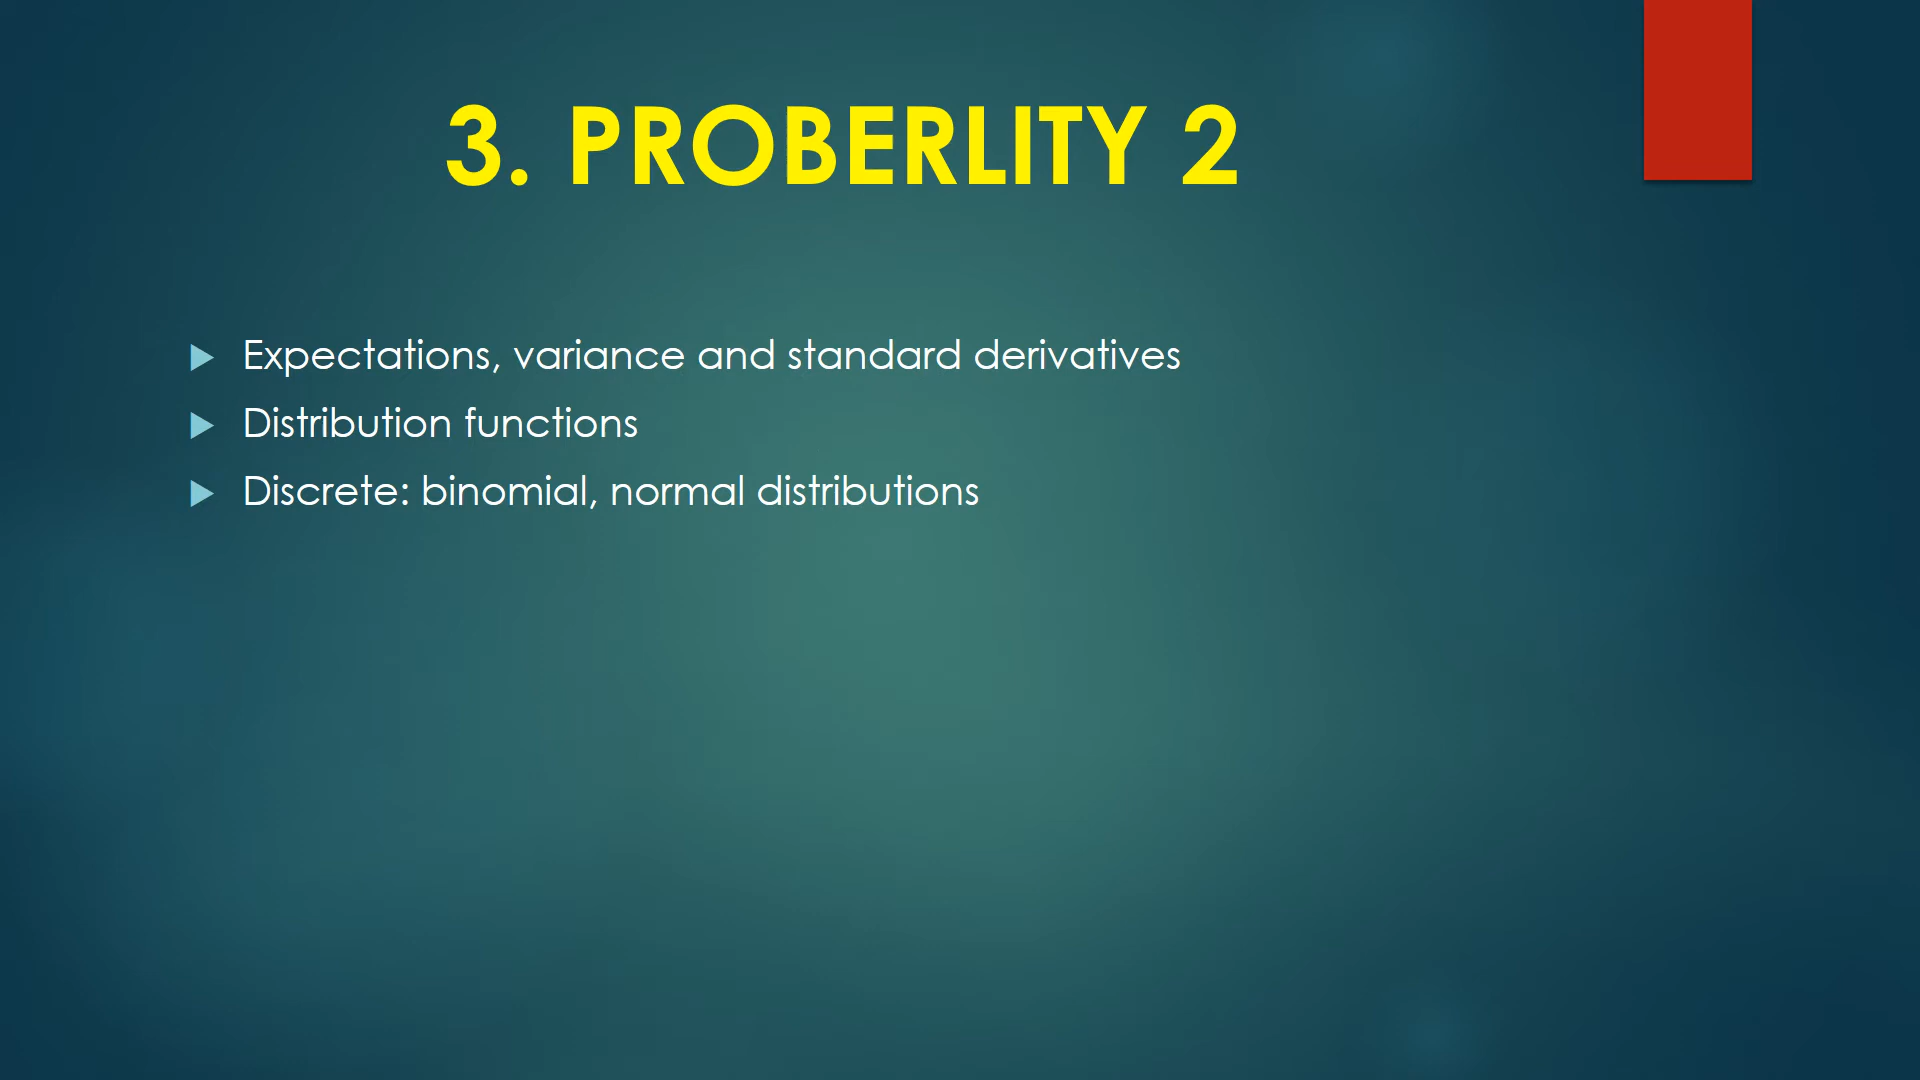 3. PROBERLITY 2
Expectations, variance and standard derivatives
Distribution functions
Discrete: binomial, normal distributions